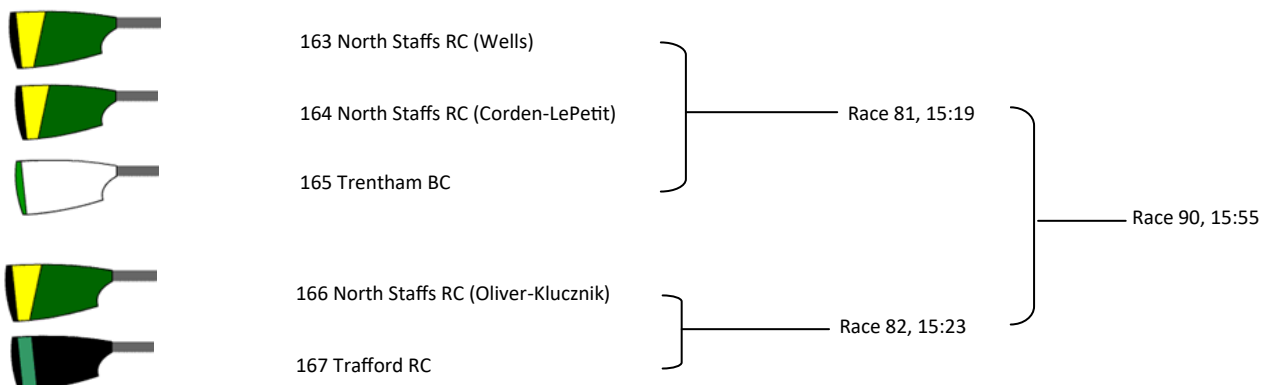 163 North Staffs RC (Wells)
164 North Staffs RC (Corden-LePetit)
Race 81, 15:19
165 Trentham BC
Race 90, 15:55
166 North Staffs RC (Oliver-Klucznik)
Race 82, 15:23
167 Trafford RC